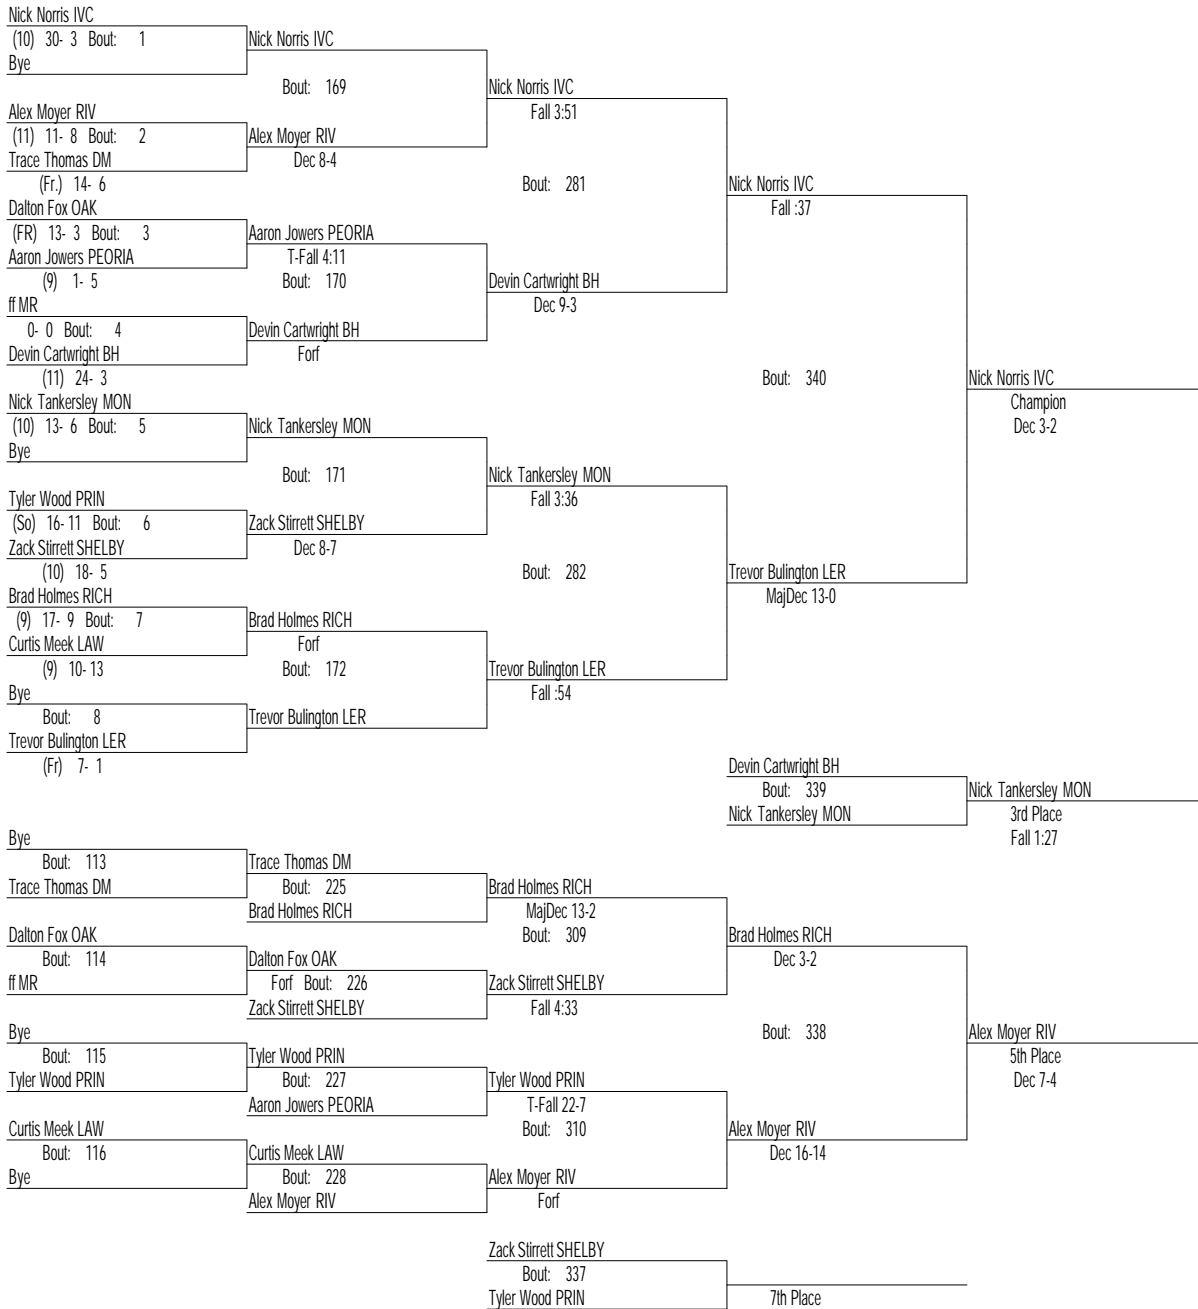 Nick Norris IVC
(10) 30- 3 Bout: 1
Bye
Nick Norris IVC
Bout: 169
Alex Moyer RIV
(11) 11- 8 Bout: 2
Trace Thomas DM
(Fr.) 14- 6
Alex Moyer RIV
Dec 8-4
Nick Norris IVC
Fall 3:51
Bout: 281
Dalton Fox OAK
(FR) 13- 3 Bout: 3
Aaron Jowers PEORIA
(9) 1- 5
Aaron Jowers PEORIA
T-Fall 4:11
Bout: 170
ff MR
0- 0 Bout: 4
Devin Cartwright BH
(11) 24- 3
Devin Cartwright BH
Forf
Devin Cartwright BH
Dec 9-3
Nick Norris IVC
Fall :37
Bout: 340
Nick Norris IVC
Champion
Dec 3-2
Nick Tankersley MON
(10) 13- 6 Bout: 5
Bye
Nick Tankersley MON
Bout: 171
Tyler Wood PRIN
(So) 16- 11 Bout: 6
Zack Stirrett SHELBY
(10) 18- 5
Zack Stirrett SHELBY
Dec 8-7
Nick Tankersley MON
Fall 3:36
Bout: 282
Brad Holmes RICH
(9) 17- 9 Bout: 7
Curtis Meek LAW
(9) 10- 13
Brad Holmes RICH
Forf
Bout: 172
Bye
Bout: 8
Trevor Bulington LER
(Fr) 7- 1
Trevor Bulington LER
Trevor Bulington LER
Fall :54
Trevor Bulington LER
MajDec 13-0
Devin Cartwright BH
Bout: 339
Nick Tankersley MON
Nick Tankersley MON
3rd Place
Fall 1:27
Bye
Bout: 113
Trace Thomas DM
Trace Thomas DM
Bout: 225
Brad Holmes RICH
Brad Holmes RICH
MajDec 13-2
Bout: 309
Dalton Fox OAK
Bout: 114
ff MR
Dalton Fox OAK
Forf Bout: 226
Zack Stirrett SHELBY
Zack Stirrett SHELBY
Fall 4:33
Brad Holmes RICH
Dec 3-2
Bout: 338
Alex Moyer RIV
5th Place
Dec 7-4
Bye
Bout: 115
Tyler Wood PRIN
Tyler Wood PRIN
Bout: 227
Aaron Jowers PEORIA
Tyler Wood PRIN
T-Fall 22-7
Bout: 310
Curtis Meek LAW
Bout: 116
Bye
Curtis Meek LAW
Bout: 228
Alex Moyer RIV
Alex Moyer RIV
Forf
Alex Moyer RIV
Dec 16-14
Zack Stirrett SHELBY
Bout: 337
Tyler Wood PRIN
7th Place